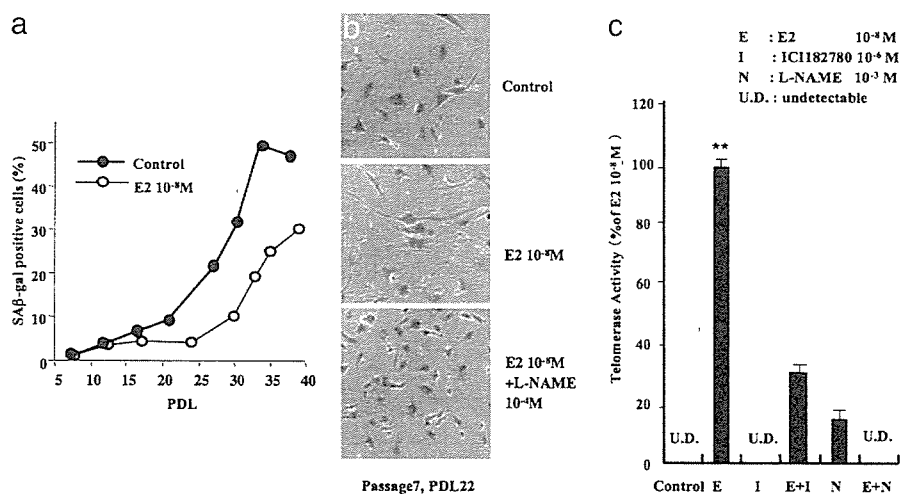 a
SAβ-gal positive cells (%)
50
40
30
20
10
0
Control
E2 10⁻⁸M
5 10 15 20 25 30 35 40
PDL
b
Control
E2 10⁻⁸M
E2 10⁻⁸M
+L-NAME
10⁻⁴M
Passage7, PDL22
c
E : E2 10⁻⁸ M
I : ICI182780 10⁻⁶ M
N : L-NAME 10⁻³ M
U.D. : undetectable
Telomerase Activity (% of E2 10⁻⁸ M)
120
100
80
60
40
20
0
**
U.D. U.D. U.D.
Control E I E+I N E+N